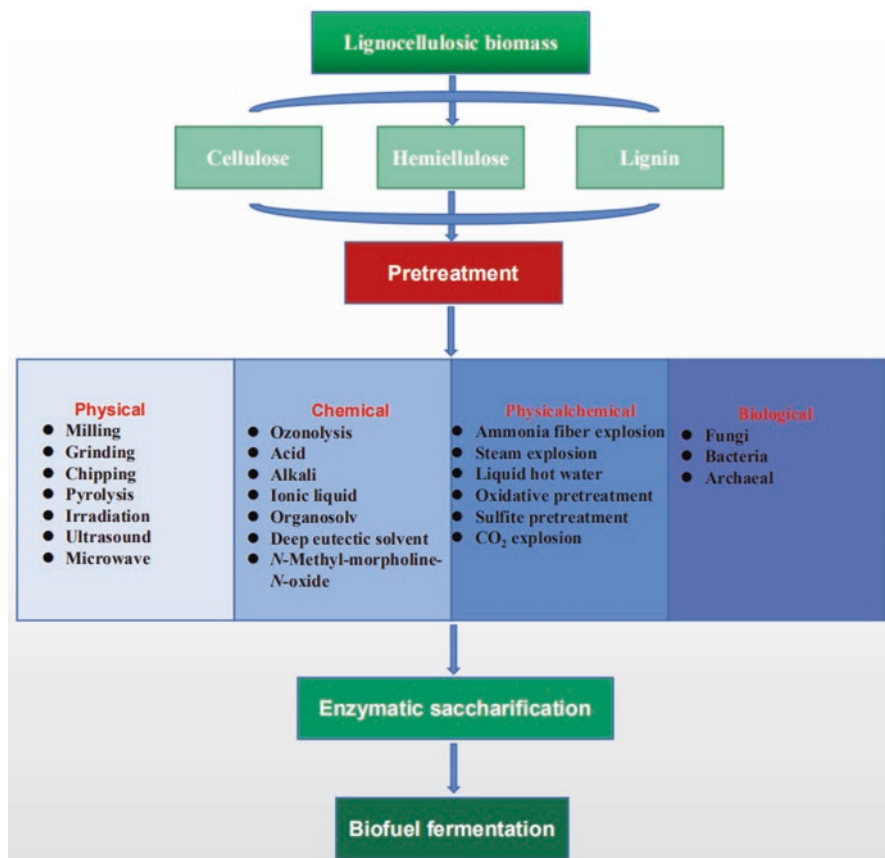 Lignocellulosic biomass
Cellulose
Hemiellulose
Lignin
Pretreatment
Physical
● Milling
● Grinding
● Chipping
● Pyrolysis
● Irradiation
● Ultrasound
● Microwave
Chemical
● Ozonolysis
● Acid
● Alkali
● Ionic liquid
● Organosolv
● Deep eutectic solvent
● N-Methyl-morpholine-
N-oxide
Physicalchemical
● Ammonia fiber explosion
● Steam explosion
● Liquid hot water
● Oxidative pretreatment
● Sulfite pretreatment
● CO₂ explosion
Biological
● Fungi
● Bacteria
● Archaeal
Enzymatic saccharification
Biofuel fermentation